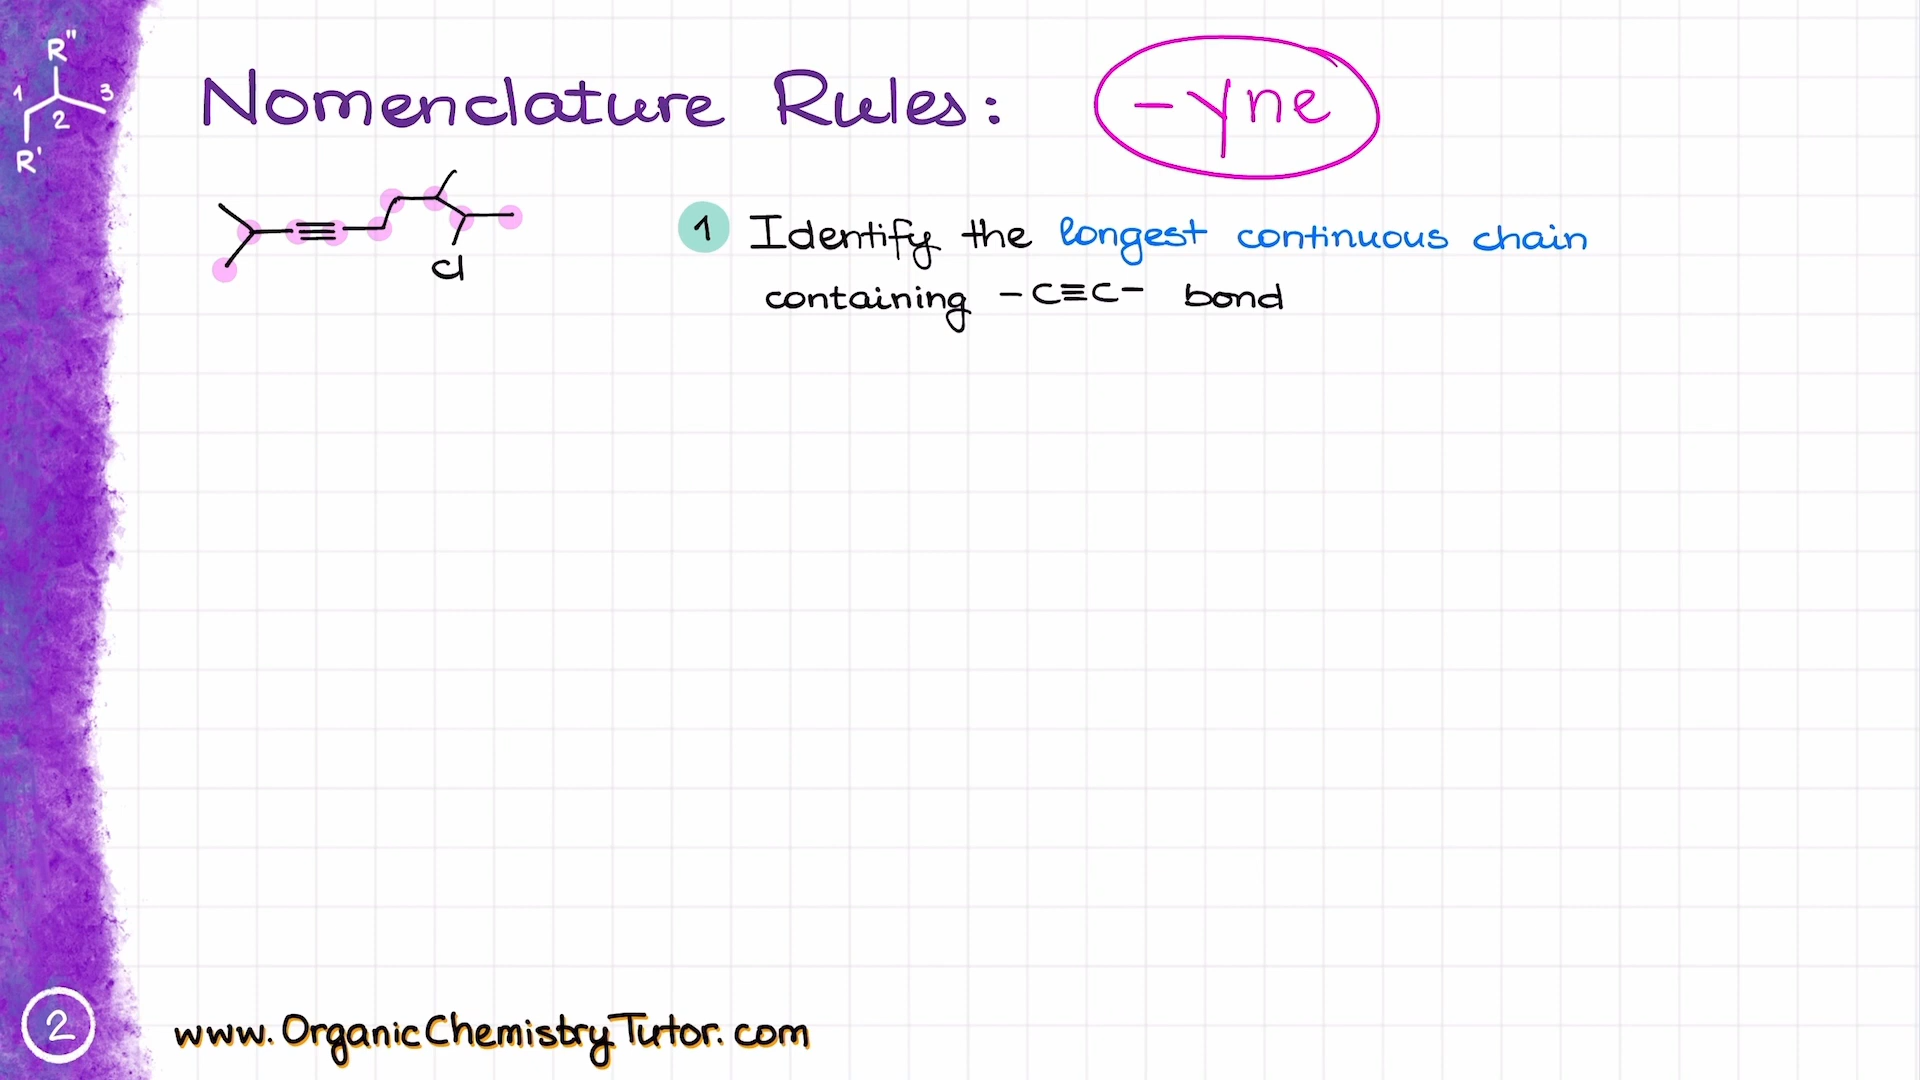 R"
1 3
2
R'
Nomenclature Rules: -yne
Cl
1 Identify the longest continuous chain
containing -C≡C- bond
2
www.OrganicChemistryTutor.com